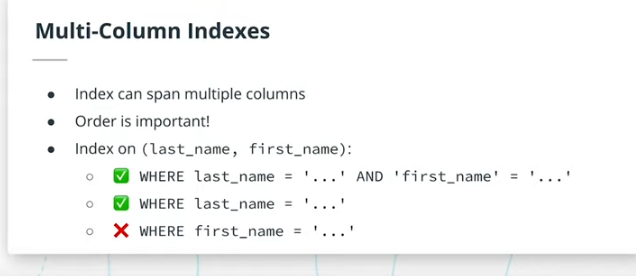 Multi-Column Indexes
● Index can span multiple columns
● Order is important!
● Index on (last_name, first_name):
○ ✅ WHERE last_name = '...' AND 'first_name' = '...'
○ ✅ WHERE last_name = '...'
○ ❌ WHERE first_name = '...'